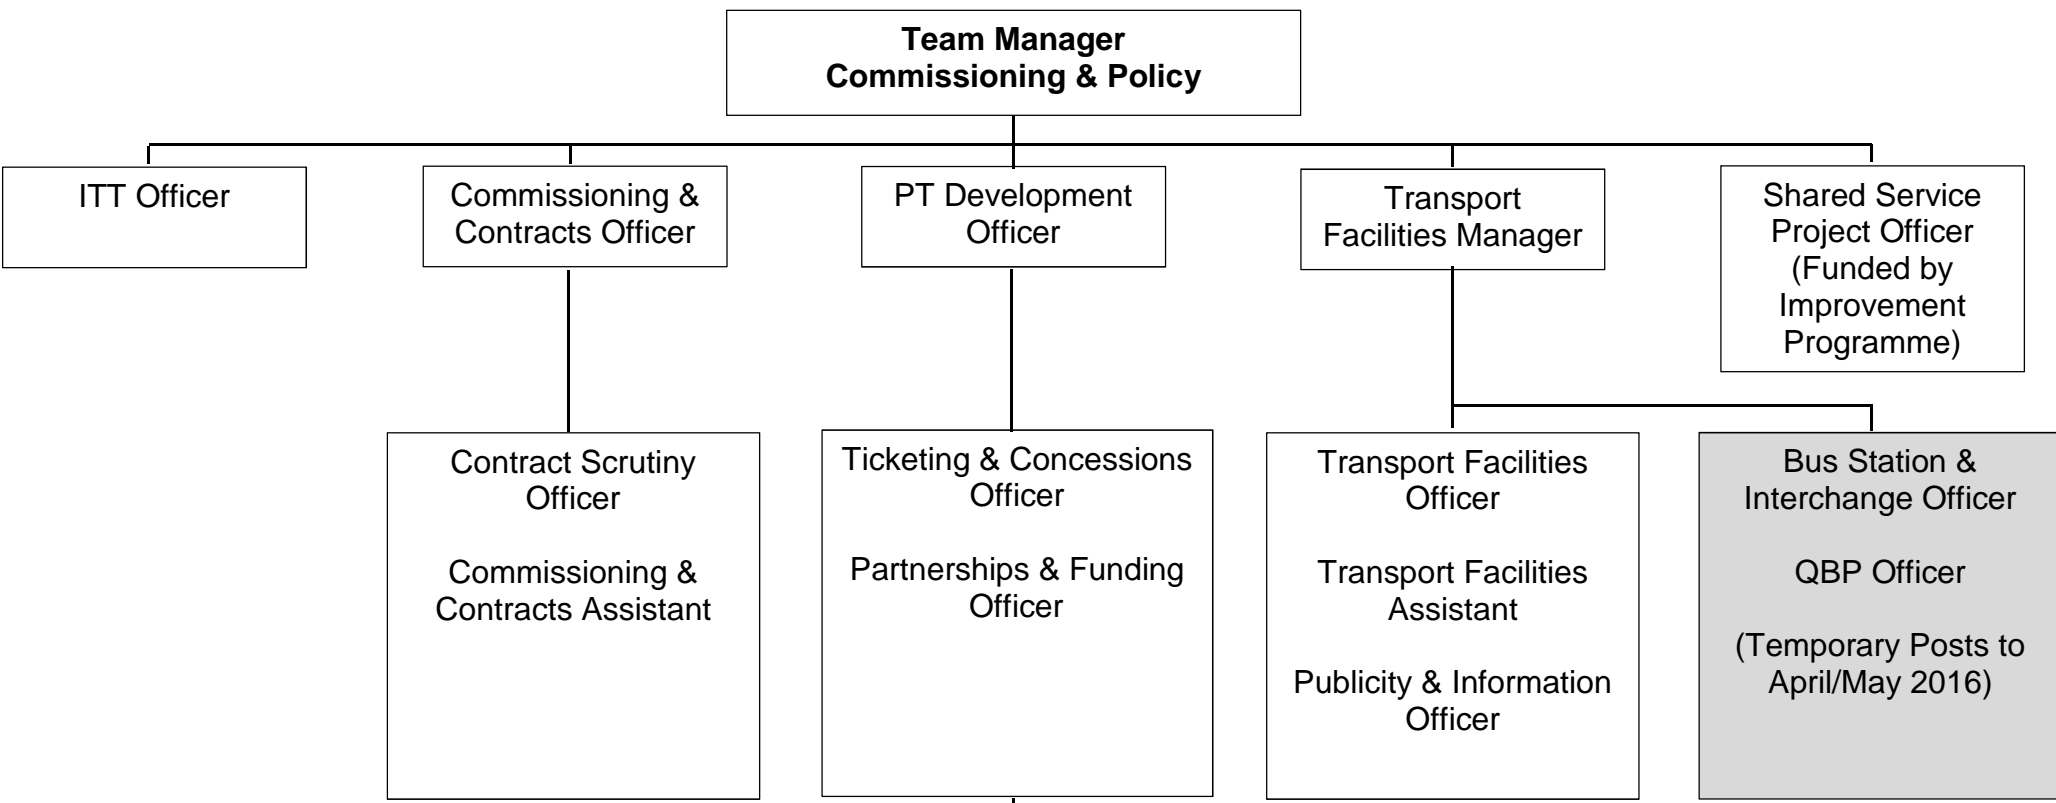 Team Manager
Commissioning & Policy
ITT Officer
Commissioning &
Contracts Officer
PT Development
Officer
Transport
Facilities Manager
Shared Service
Project Officer
(Funded by
Improvement
Programme)
Contract Scrutiny
Officer
Commissioning &
Contracts Assistant
Ticketing & Concessions
Officer
Partnerships & Funding
Officer
Transport Facilities
Officer
Transport Facilities
Assistant
Publicity & Information
Officer
Bus Station &
Interchange Officer
QBP Officer
(Temporary Posts to
April/May 2016)